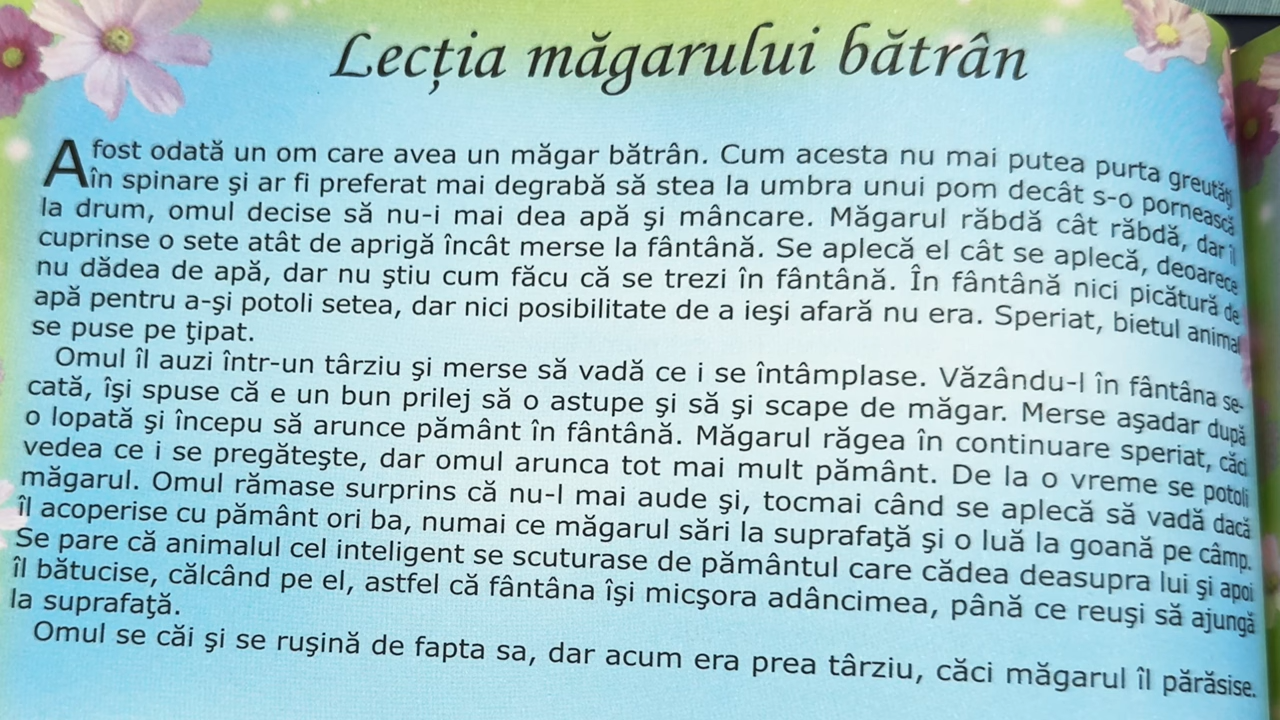 Lecția măgarului bătrân
A fost odată un om care avea un măgar bătrân. Cum acesta nu mai putea purta greutăți
în spinare şi ar fi preferat mai degrabă să stea la umbra unui pom decât s-o pornească
la drum, omul decise să nu-i mai dea apă şi mâncare. Măgarul răbdă cât răbdă, dar îl
cuprinse o sete atât de aprigă încât merse la fântână. Se aplecă el cât se aplecă, deoarece
nu dădea de apă, dar nu ştiu cum făcu că se trezi în fântână. În fântână nici picătură de
apă pentru a-şi potoli setea, dar nici posibilitate de a ieşi afară nu era. Speriat, bietul animal
se puse pe ţipat.
Omul îl auzi într-un târziu şi merse să vadă ce i se întâmplase. Văzându-l în fântâna se-
cată, îşi spuse că e un bun prilej să o astupe şi să şi scape de măgar. Merse aşadar după
o lopată şi începu să arunce pământ în fântână. Măgarul răgea în continuare speriat, căci
vedea ce i se pregăteşte, dar omul arunca tot mai mult pământ. De la o vreme se potoli
măgarul. Omul rămase surprins că nu-l mai aude şi, tocmai când se aplecă să vadă dacă
îl acoperise cu pământ ori ba, numai ce măgarul sări la suprafaţă şi o luă la goană pe câmp.
Se pare că animalul cel inteligent se scuturase de pământul care cădea deasupra lui şi apoi
îl bătucise, călcând pe el, astfel că fântâna îşi micşora adâncimea, până ce reuşi să ajungă
la suprafaţă.
Omul se căi şi se ruşină de fapta sa, dar acum era prea târziu, căci măgarul îl părăsise.